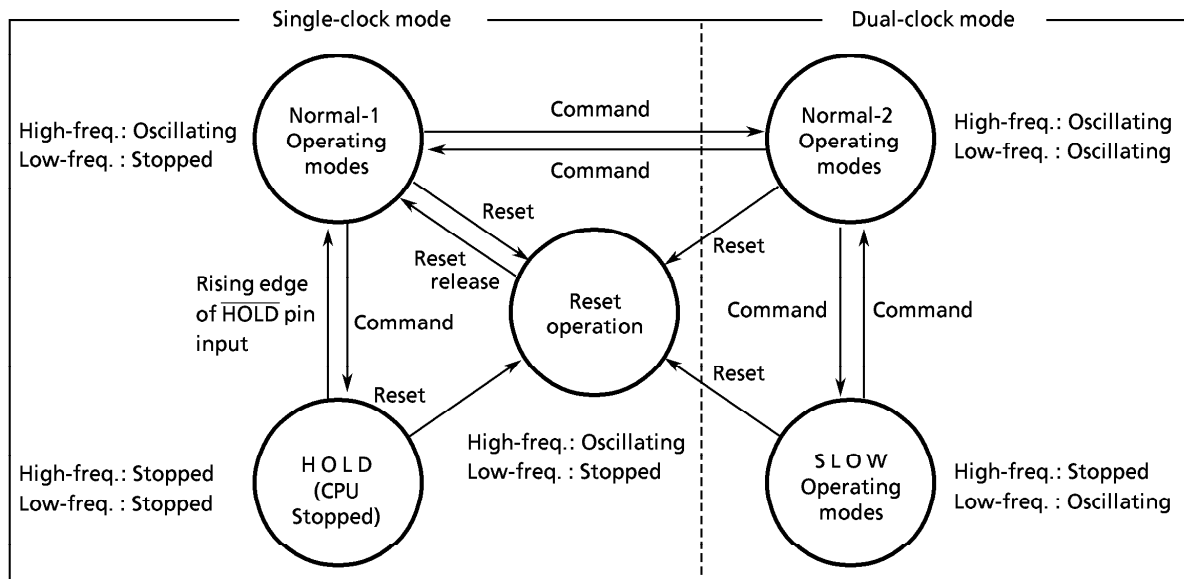 Single-clock mode
Dual-clock mode
Normal-1
Operating
modes
High-freq.: Oscillating
Low-freq. : Stopped
Command
Command
Normal-2
Operating
modes
High-freq.: Oscillating
Low-freq. : Oscillating
Reset
Reset
release
Reset
Reset
operation
Rising edge
of HOLD pin
input
Command
Command
Command
Reset
Reset
High-freq.: Oscillating
Low-freq. : Stopped
HOLD
(CPU
Stopped)
High-freq.: Stopped
Low-freq. : Stopped
SLOW
Operating
modes
High-freq.: Stopped
Low-freq. : Oscillating